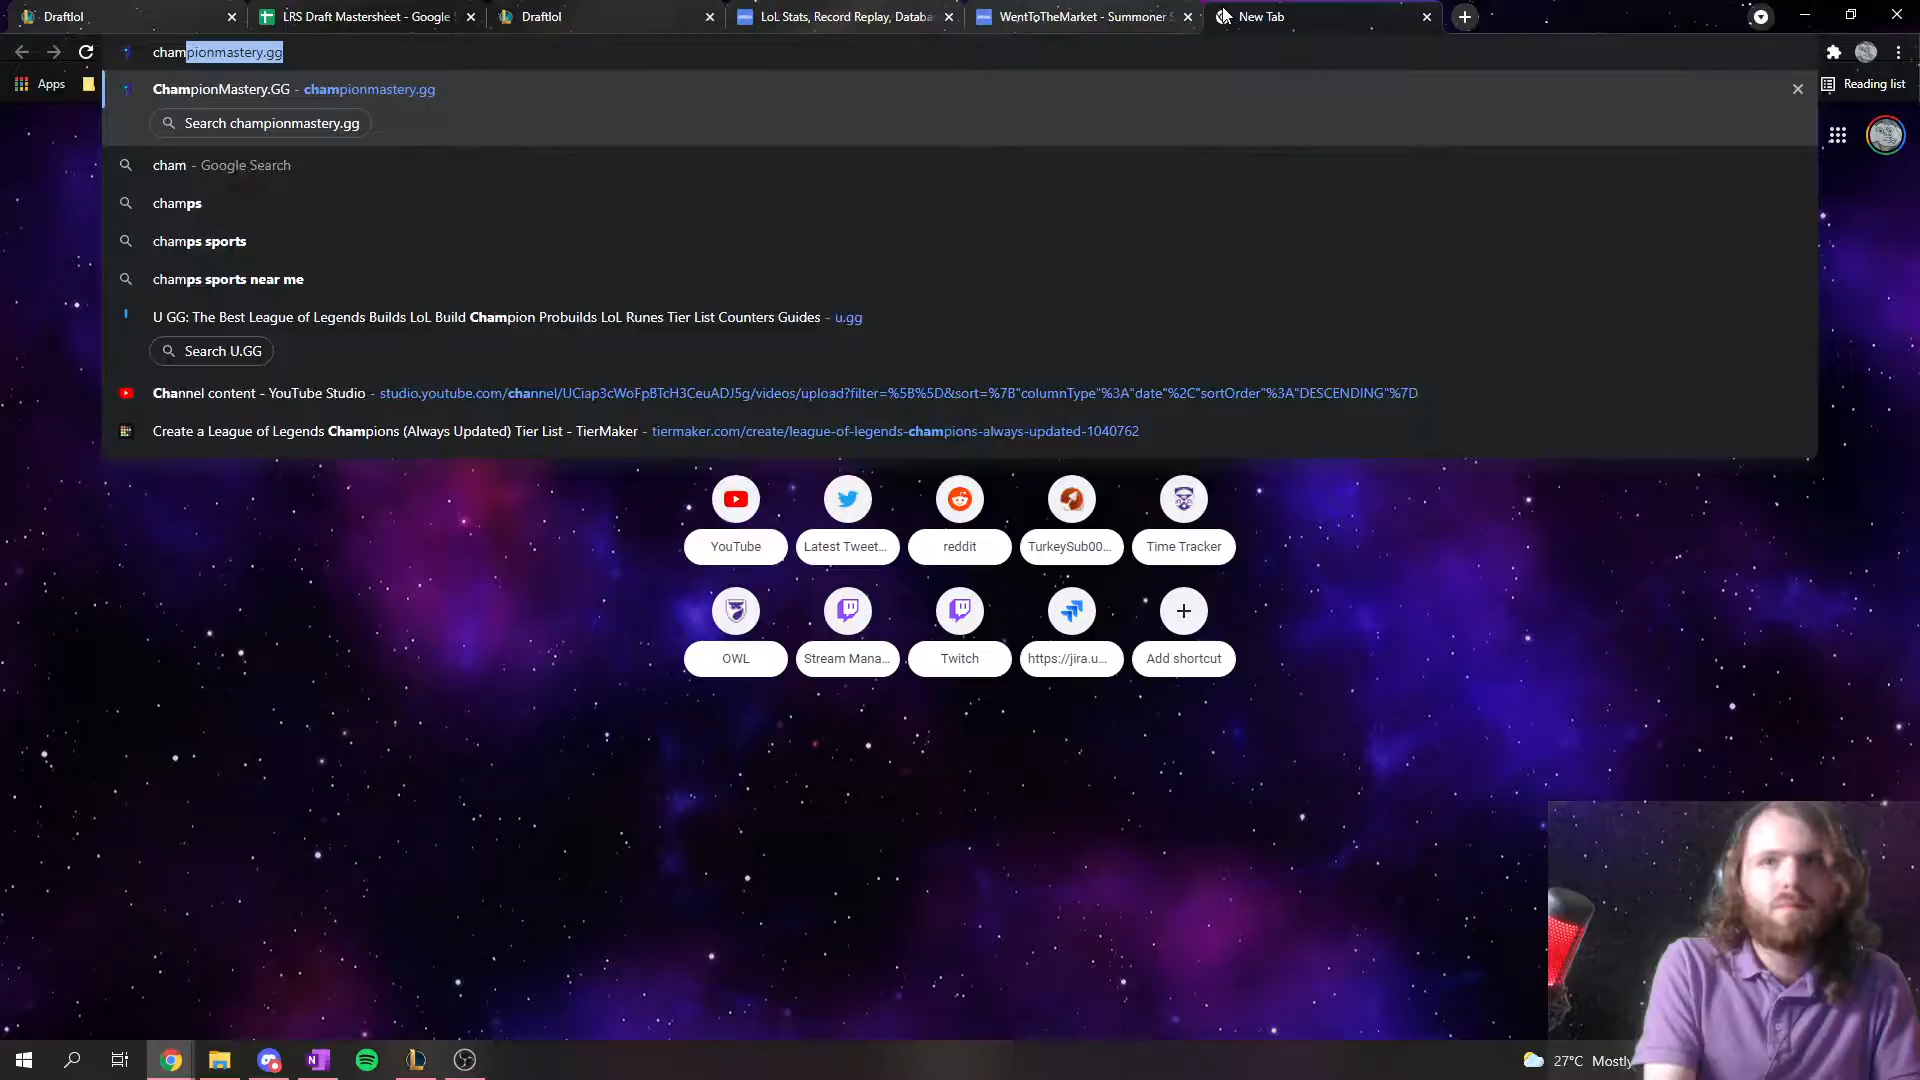 Draftlol
LRS Draft Mastersheet - Google S
Draftlol
LoL Stats, Record Replay, Databa
WentToTheMarket - Summoner S
New Tab
championmastery.gg
ChampionMastery.GG - championmastery.gg
Search championmastery.gg
Apps
Reading list
cham - Google Search
champs
champs sports
champs sports near me
U GG: The Best League of Legends Builds LoL Build Champion Probuilds LoL Runes Tier List Counters Guides - u.gg
Search U.GG
Channel content - YouTube Studio - studio.youtube.com/channel/UCiap3cWoFpBTcH3CeuADJ5g/videos/upload?filter=%5B%5D&sort=%7B"columnType"%3A"date"%2C"sortOrder"%3A"DESCENDING"%7D
Create a League of Legends Champions (Always Updated) Tier List - TierMaker - tiermaker.com/create/league-of-legends-champions-always-updated-1040762
YouTube
Latest Tweet...
reddit
TurkeySub00...
Time Tracker
OWL
Stream Mana...
Twitch
https://jira.u...
Add shortcut
27°C Mostly